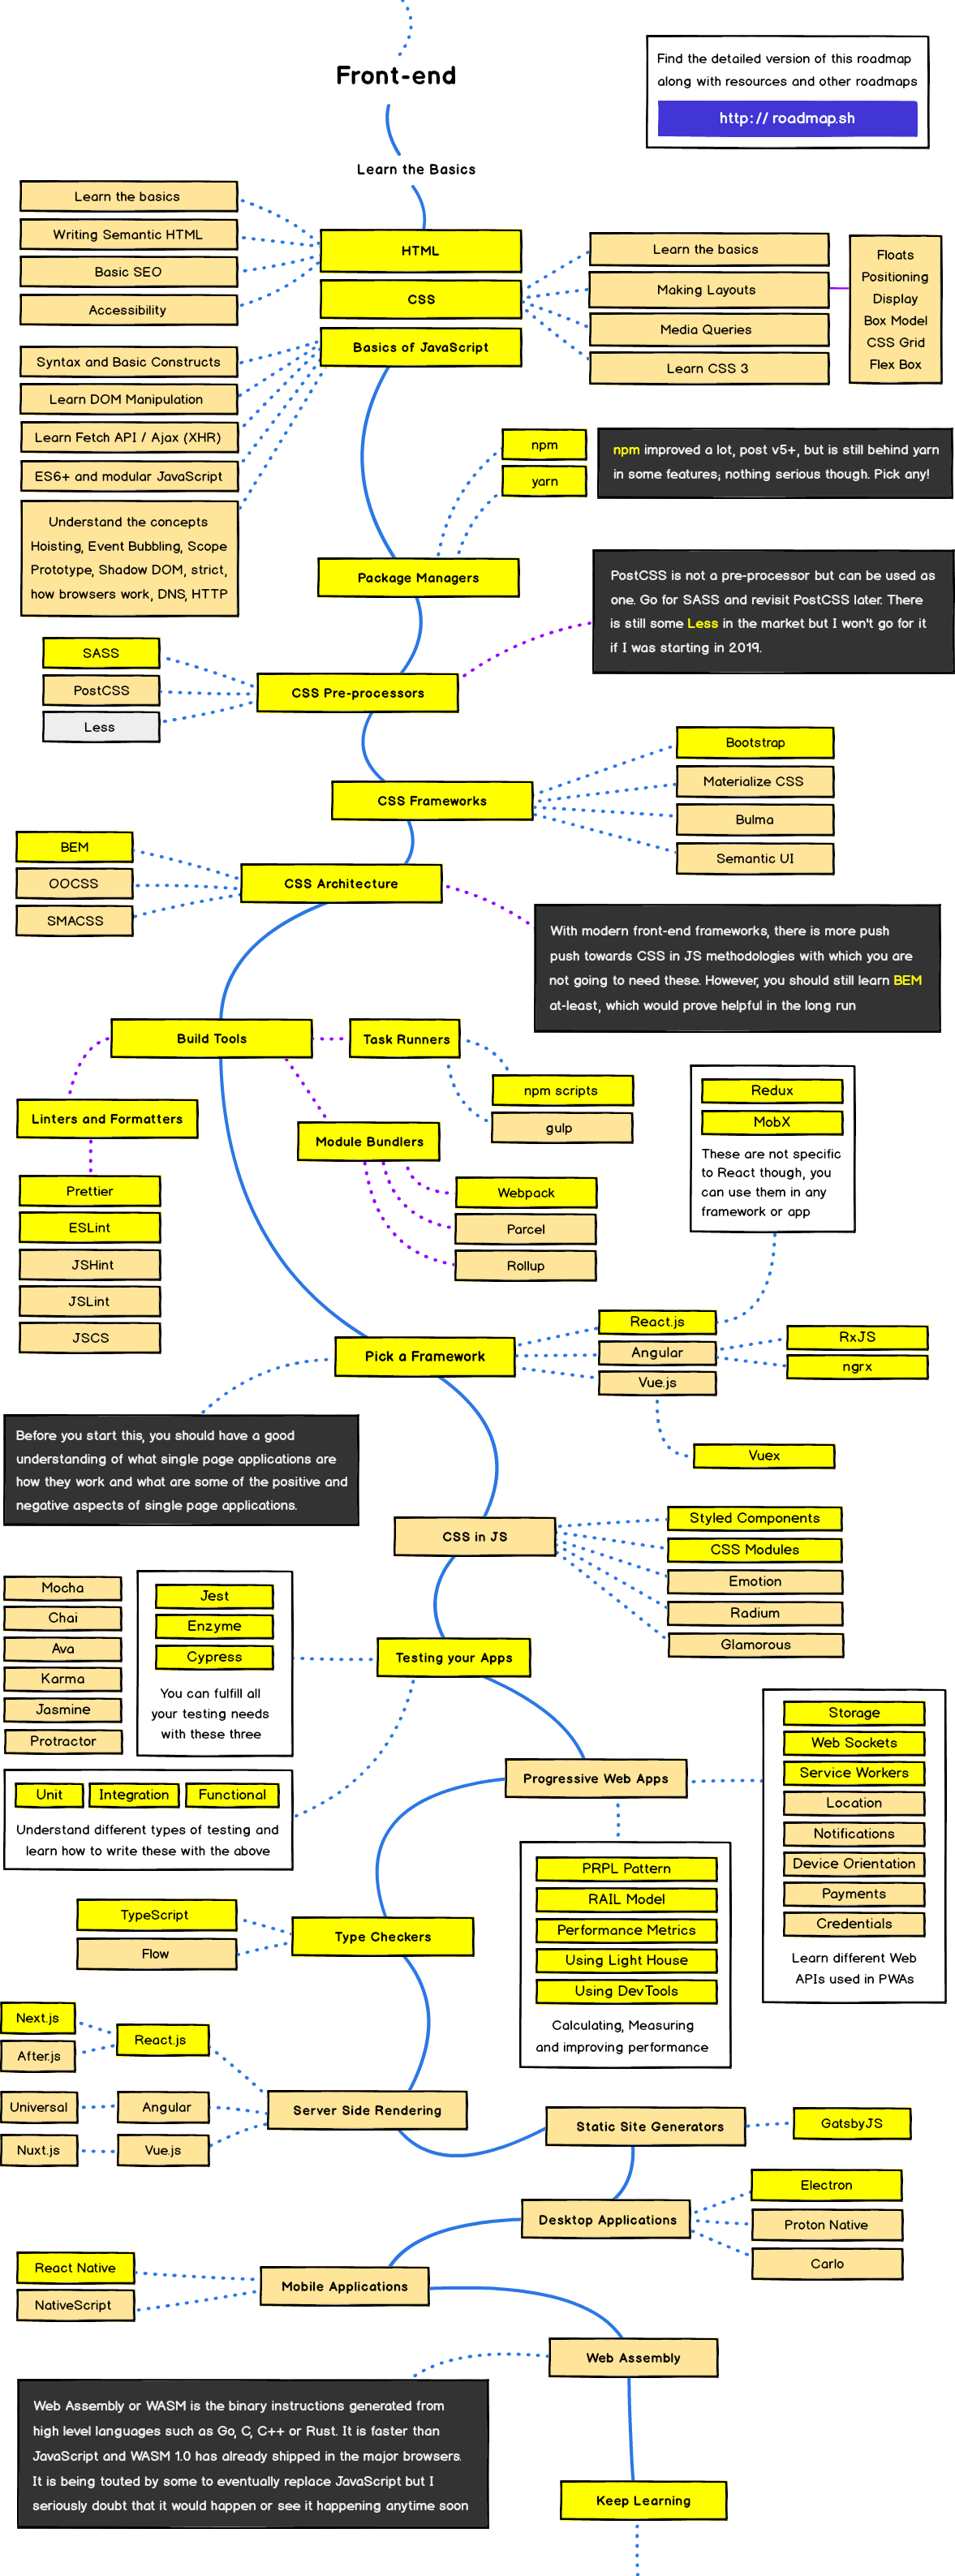 Front-end
Find the detailed version of this roadmap
along with resources and other roadmaps
http://roadmap.sh
Learn the Basics
Learn the basics
Writing Semantic HTML
Basic SEO
Accessibility
HTML
CSS
Basics of JavaScript
Learn the basics
Making Layouts
Media Queries
Learn CSS 3
Floats
Positioning
Display
Box Model
CSS Grid
Flex Box
Syntax and Basic Constructs
Learn DOM Manipulation
Learn Fetch API / Ajax (XHR)
ES6+ and modular JavaScript
Understand the concepts
Hoisting, Event Bubbling, Scope
Prototype, Shadow DOM, strict,
how browsers work, DNS, HTTP
npm
yarn
npm improved a lot, post v5+, but is still behind yarn
in some features; nothing serious though. Pick any!
Package Managers
PostCSS is not a pre-processor but can be used as
one. Go for SASS and revisit PostCSS later. There
is still some Less in the market but I won't go for it
if I was starting in 2019.
SASS
PostCSS
Less
CSS Pre-processors
CSS Frameworks
Bootstrap
Materialize CSS
Bulma
Semantic UI
BEM
OOCSS
SMACSS
CSS Architecture
With modern front-end frameworks, there is more push
push towards CSS in JS methodologies with which you are
not going to need these. However, you should still learn BEM
at-least, which would prove helpful in the long run
Build Tools
Task Runners
npm scripts
gulp
Linters and Formatters
Module Bundlers
Prettier
ESLint
JSHint
JSLint
JSCS
Webpack
Parcel
Rollup
Redux
MobX
These are not specific
to React though, you
can use them in any
framework or app
Pick a Framework
React.js
Angular
Vue.js
RxJS
ngrx
Vuex
Before you start this, you should have a good
understanding of what single page applications are
how they work and what are some of the positive and
negative aspects of single page applications.
CSS in JS
Styled Components
CSS Modules
Emotion
Radium
Glamorous
Mocha
Chai
Ava
Karma
Jasmine
Protractor
Jest
Enzyme
Cypress
You can fulfill all
your testing needs
with these three
Testing your Apps
Unit
Integration
Functional
Understand different types of testing and
learn how to write these with the above
Progressive Web Apps
Storage
Web Sockets
Service Workers
Location
Notifications
Device Orientation
Payments
Credentials
Learn different Web
APIs used in PWAs
PRPL Pattern
RAIL Model
Performance Metrics
Using Light House
Using DevTools
Calculating, Measuring
and improving performance
TypeScript
Flow
Type Checkers
Next.js
After.js
React.js
Universal
Angular
Nuxt.js
Vue.js
Server Side Rendering
Static Site Generators
GatsbyJS
Desktop Applications
Electron
Proton Native
Carlo
React Native
NativeScript
Mobile Applications
Web Assembly
Web Assembly or WASM is the binary instructions generated from
high level languages such as Go, C, C++ or Rust. It is faster than
JavaScript and WASM 1.0 has already shipped in the major browsers.
It is being touted by some to eventually replace JavaScript but I
seriously doubt that it would happen or see it happening anytime soon
Keep Learning